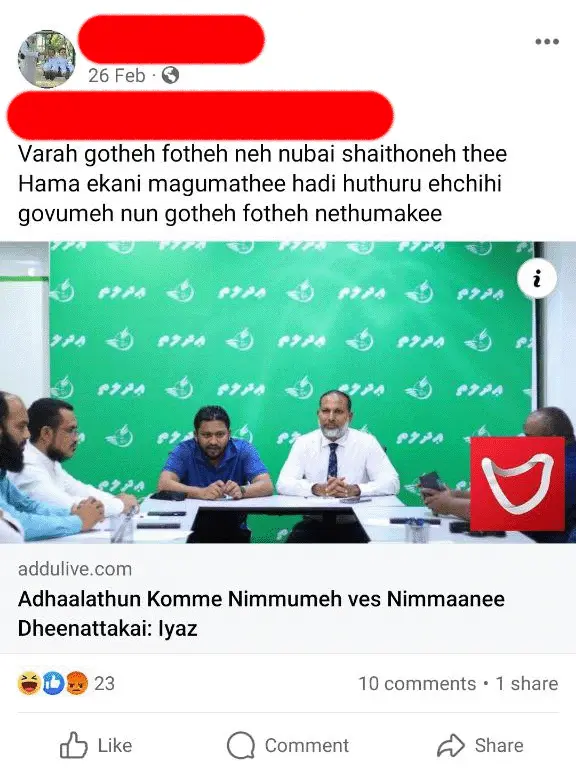 26 Feb
Varah gotheh fotheh neh nubai shaithoneh thee
Hama ekani magumathee hadi huthuru ehchihi
govumeh nun gotheh fotheh nethumakee
i
addulive.com
Adhaalathun Komme Nimmumeh ves Nimmaanee
Dheenattakai: Iyaz
23
10 comments • 1 share
Like
Comment
Share